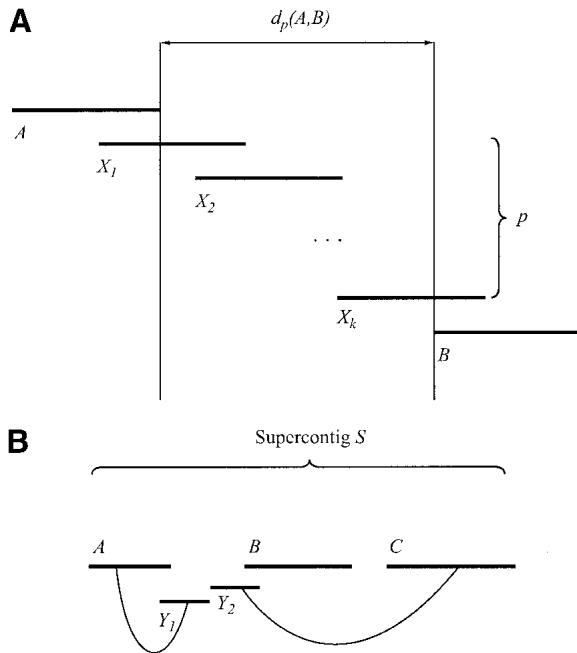 A
d_p(A,B)
A
X_1
X_2
. . .
p
X_k
B
B
Supercontig S
A
B
C
Y_1
Y_2